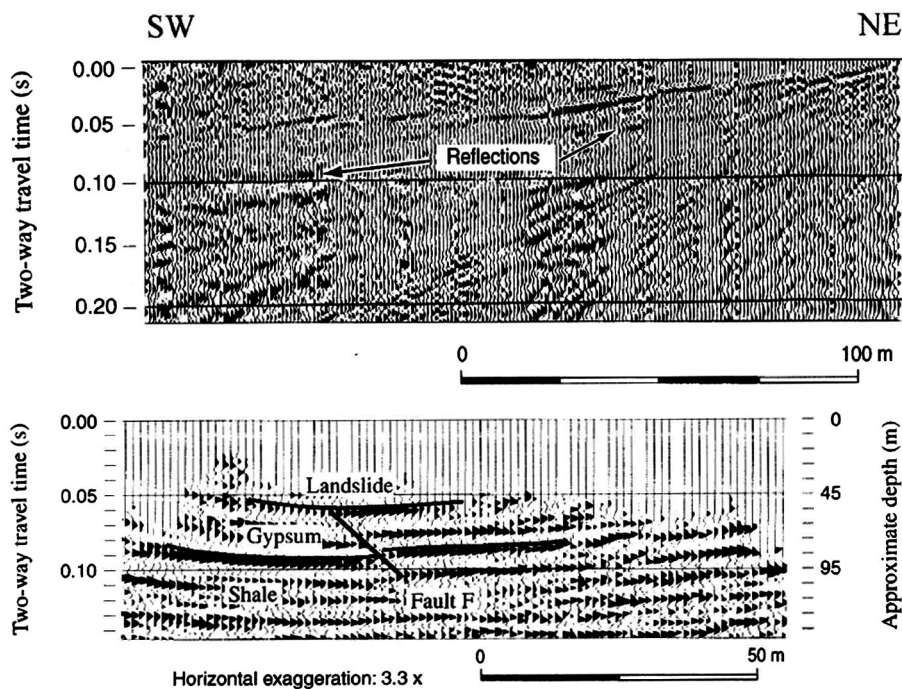 SW NE
Two-way travel time (s)
0.00
0.05
Reflections
0.10
0.15
0.20
0 100 m
Two-way travel time (s)
Approximate depth (m)
0.00 0
Landslide
0.05 45
Gypsum
0.10 95
Shale Fault F
0 50 m
Horizontal exaggeration: 3.3 x